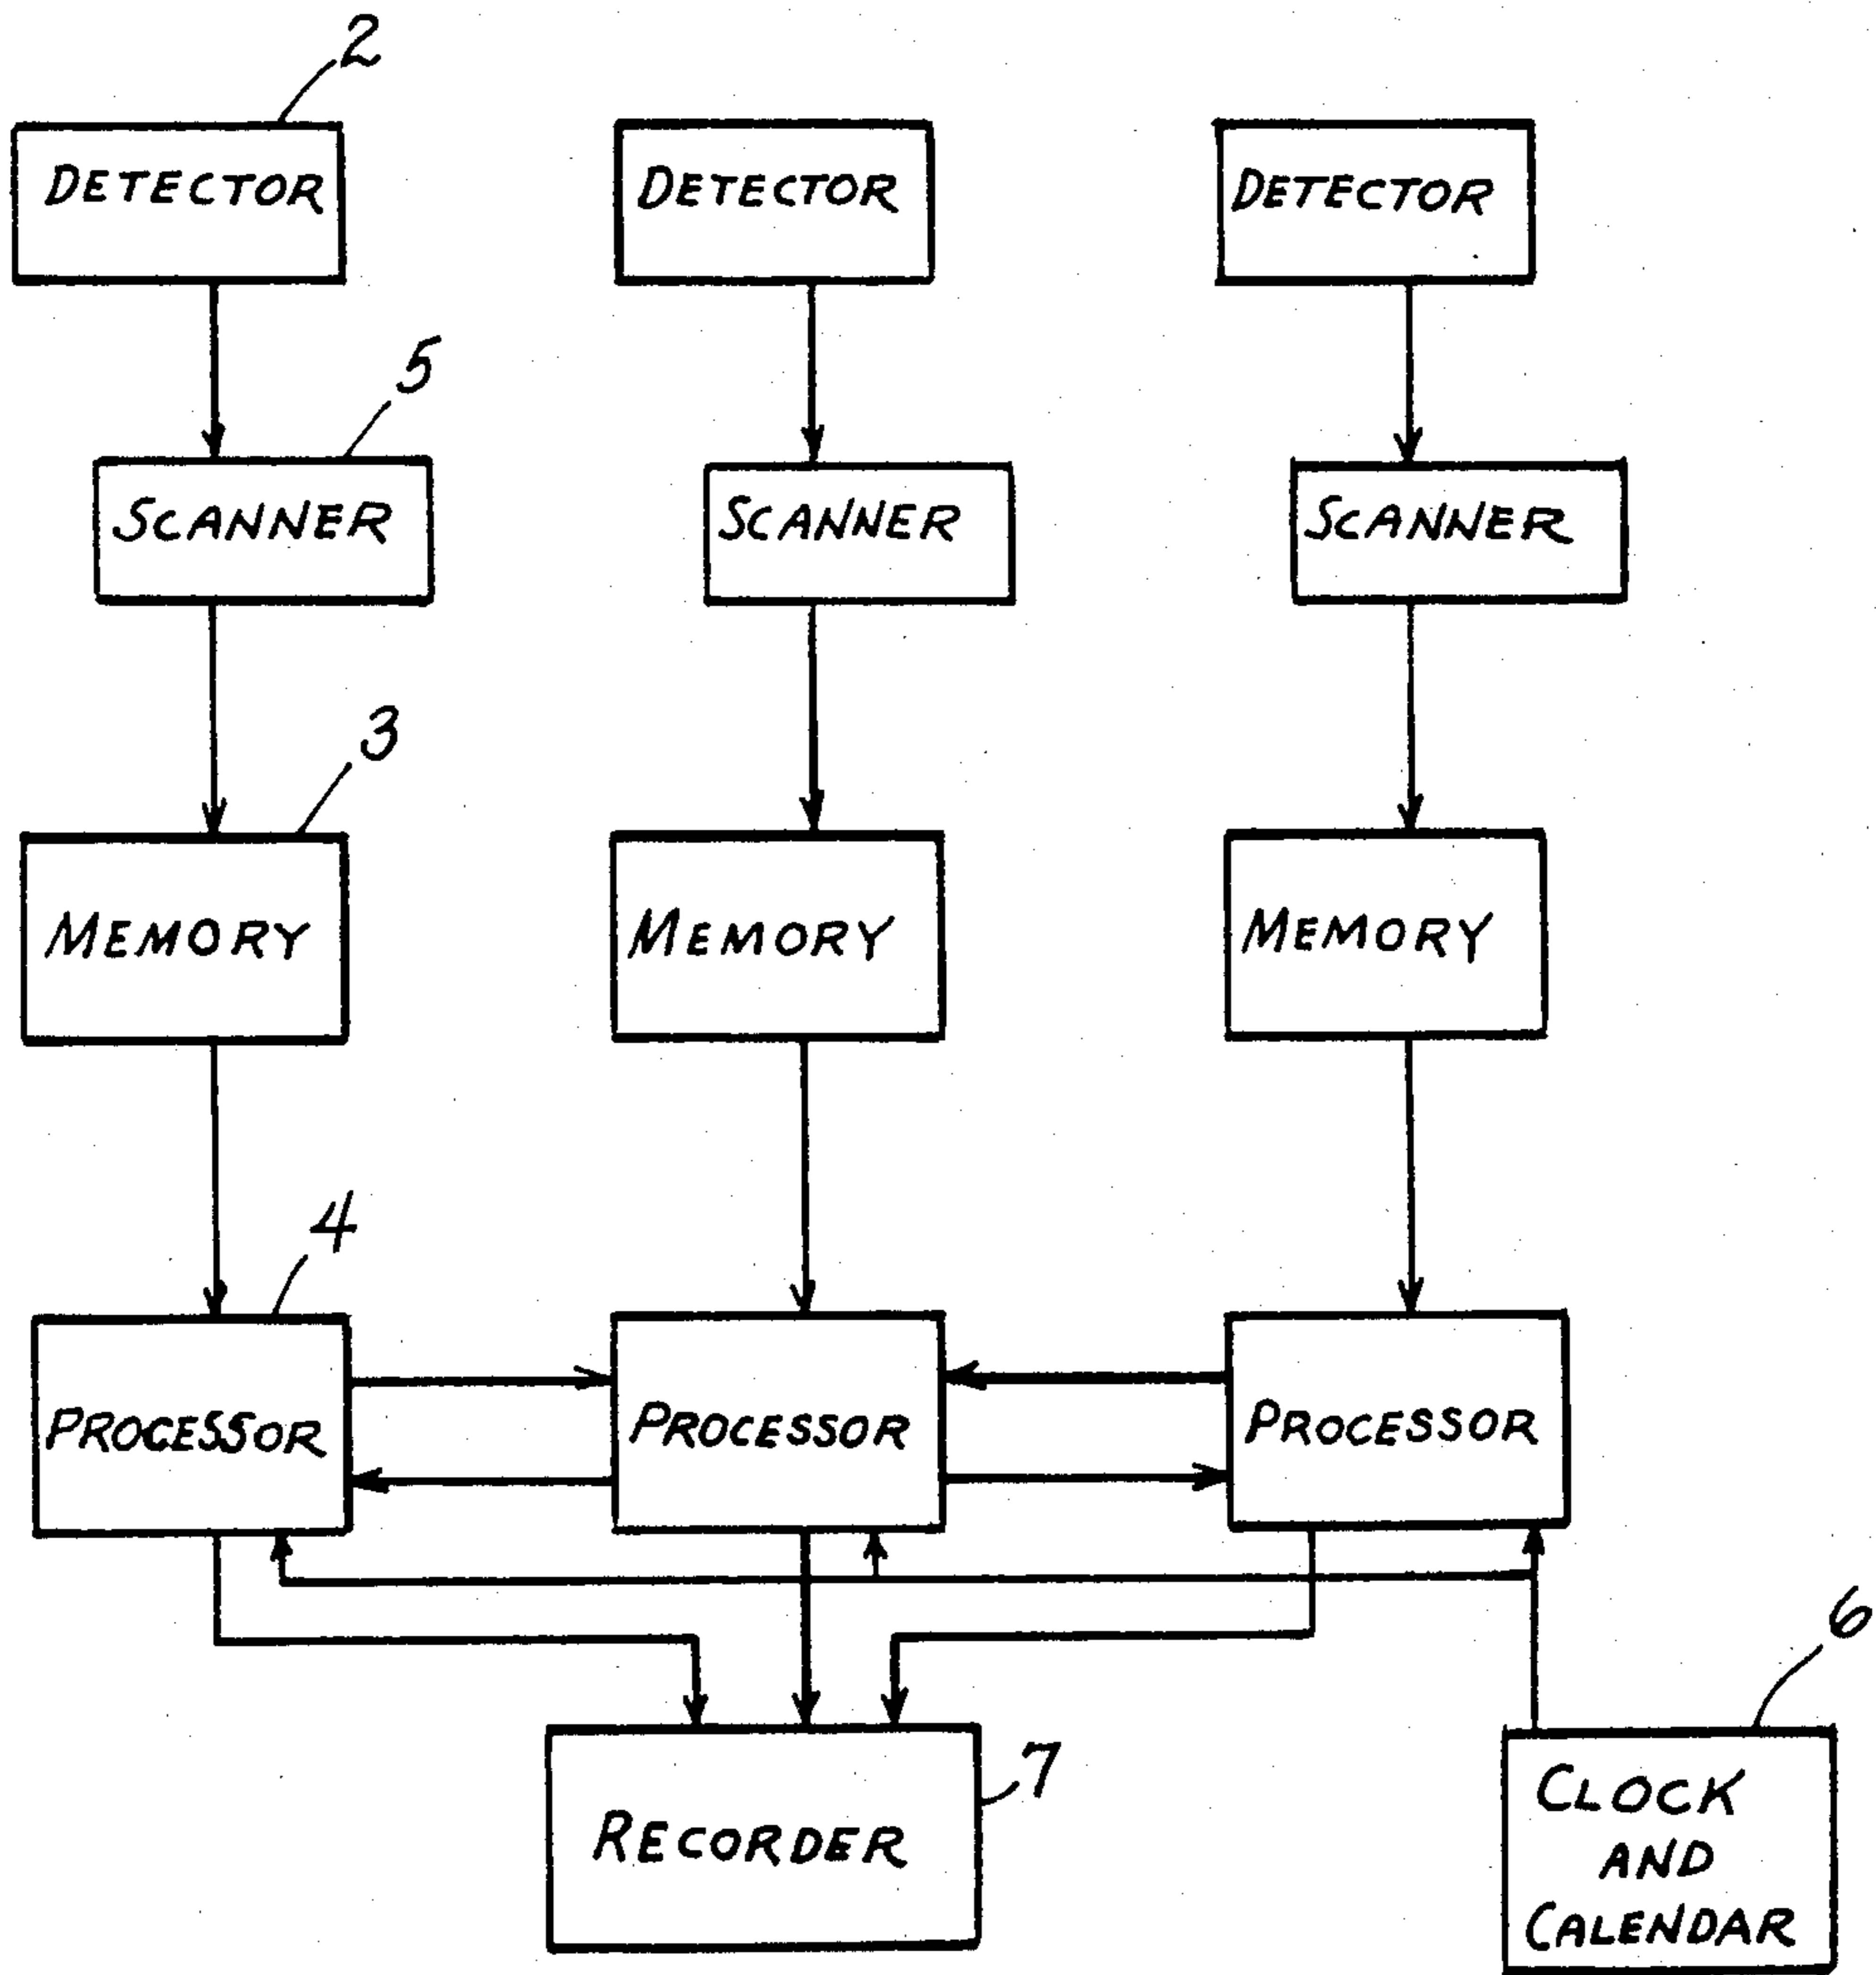 2
DETECTOR
DETECTOR
DETECTOR
5
SCANNER
SCANNER
SCANNER
3
MEMORY
MEMORY
MEMORY
4
PROCESSOR
PROCESSOR
PROCESSOR
6
7
RECORDER
CLOCK
AND
CALENDAR